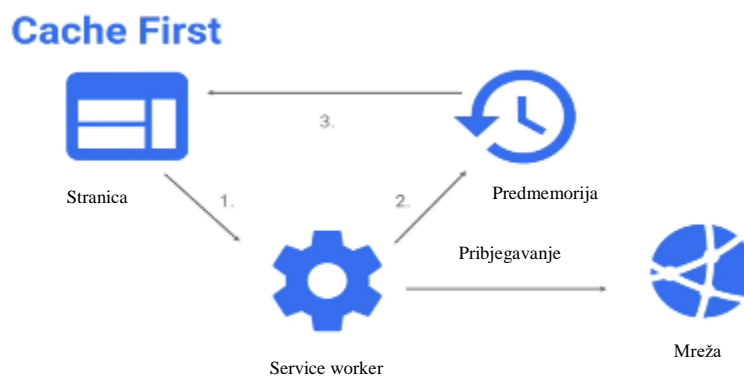 Cache First
3.
Stranica
1.
2.
Predmemorija
Pribjegavanje
Service worker
Mreža